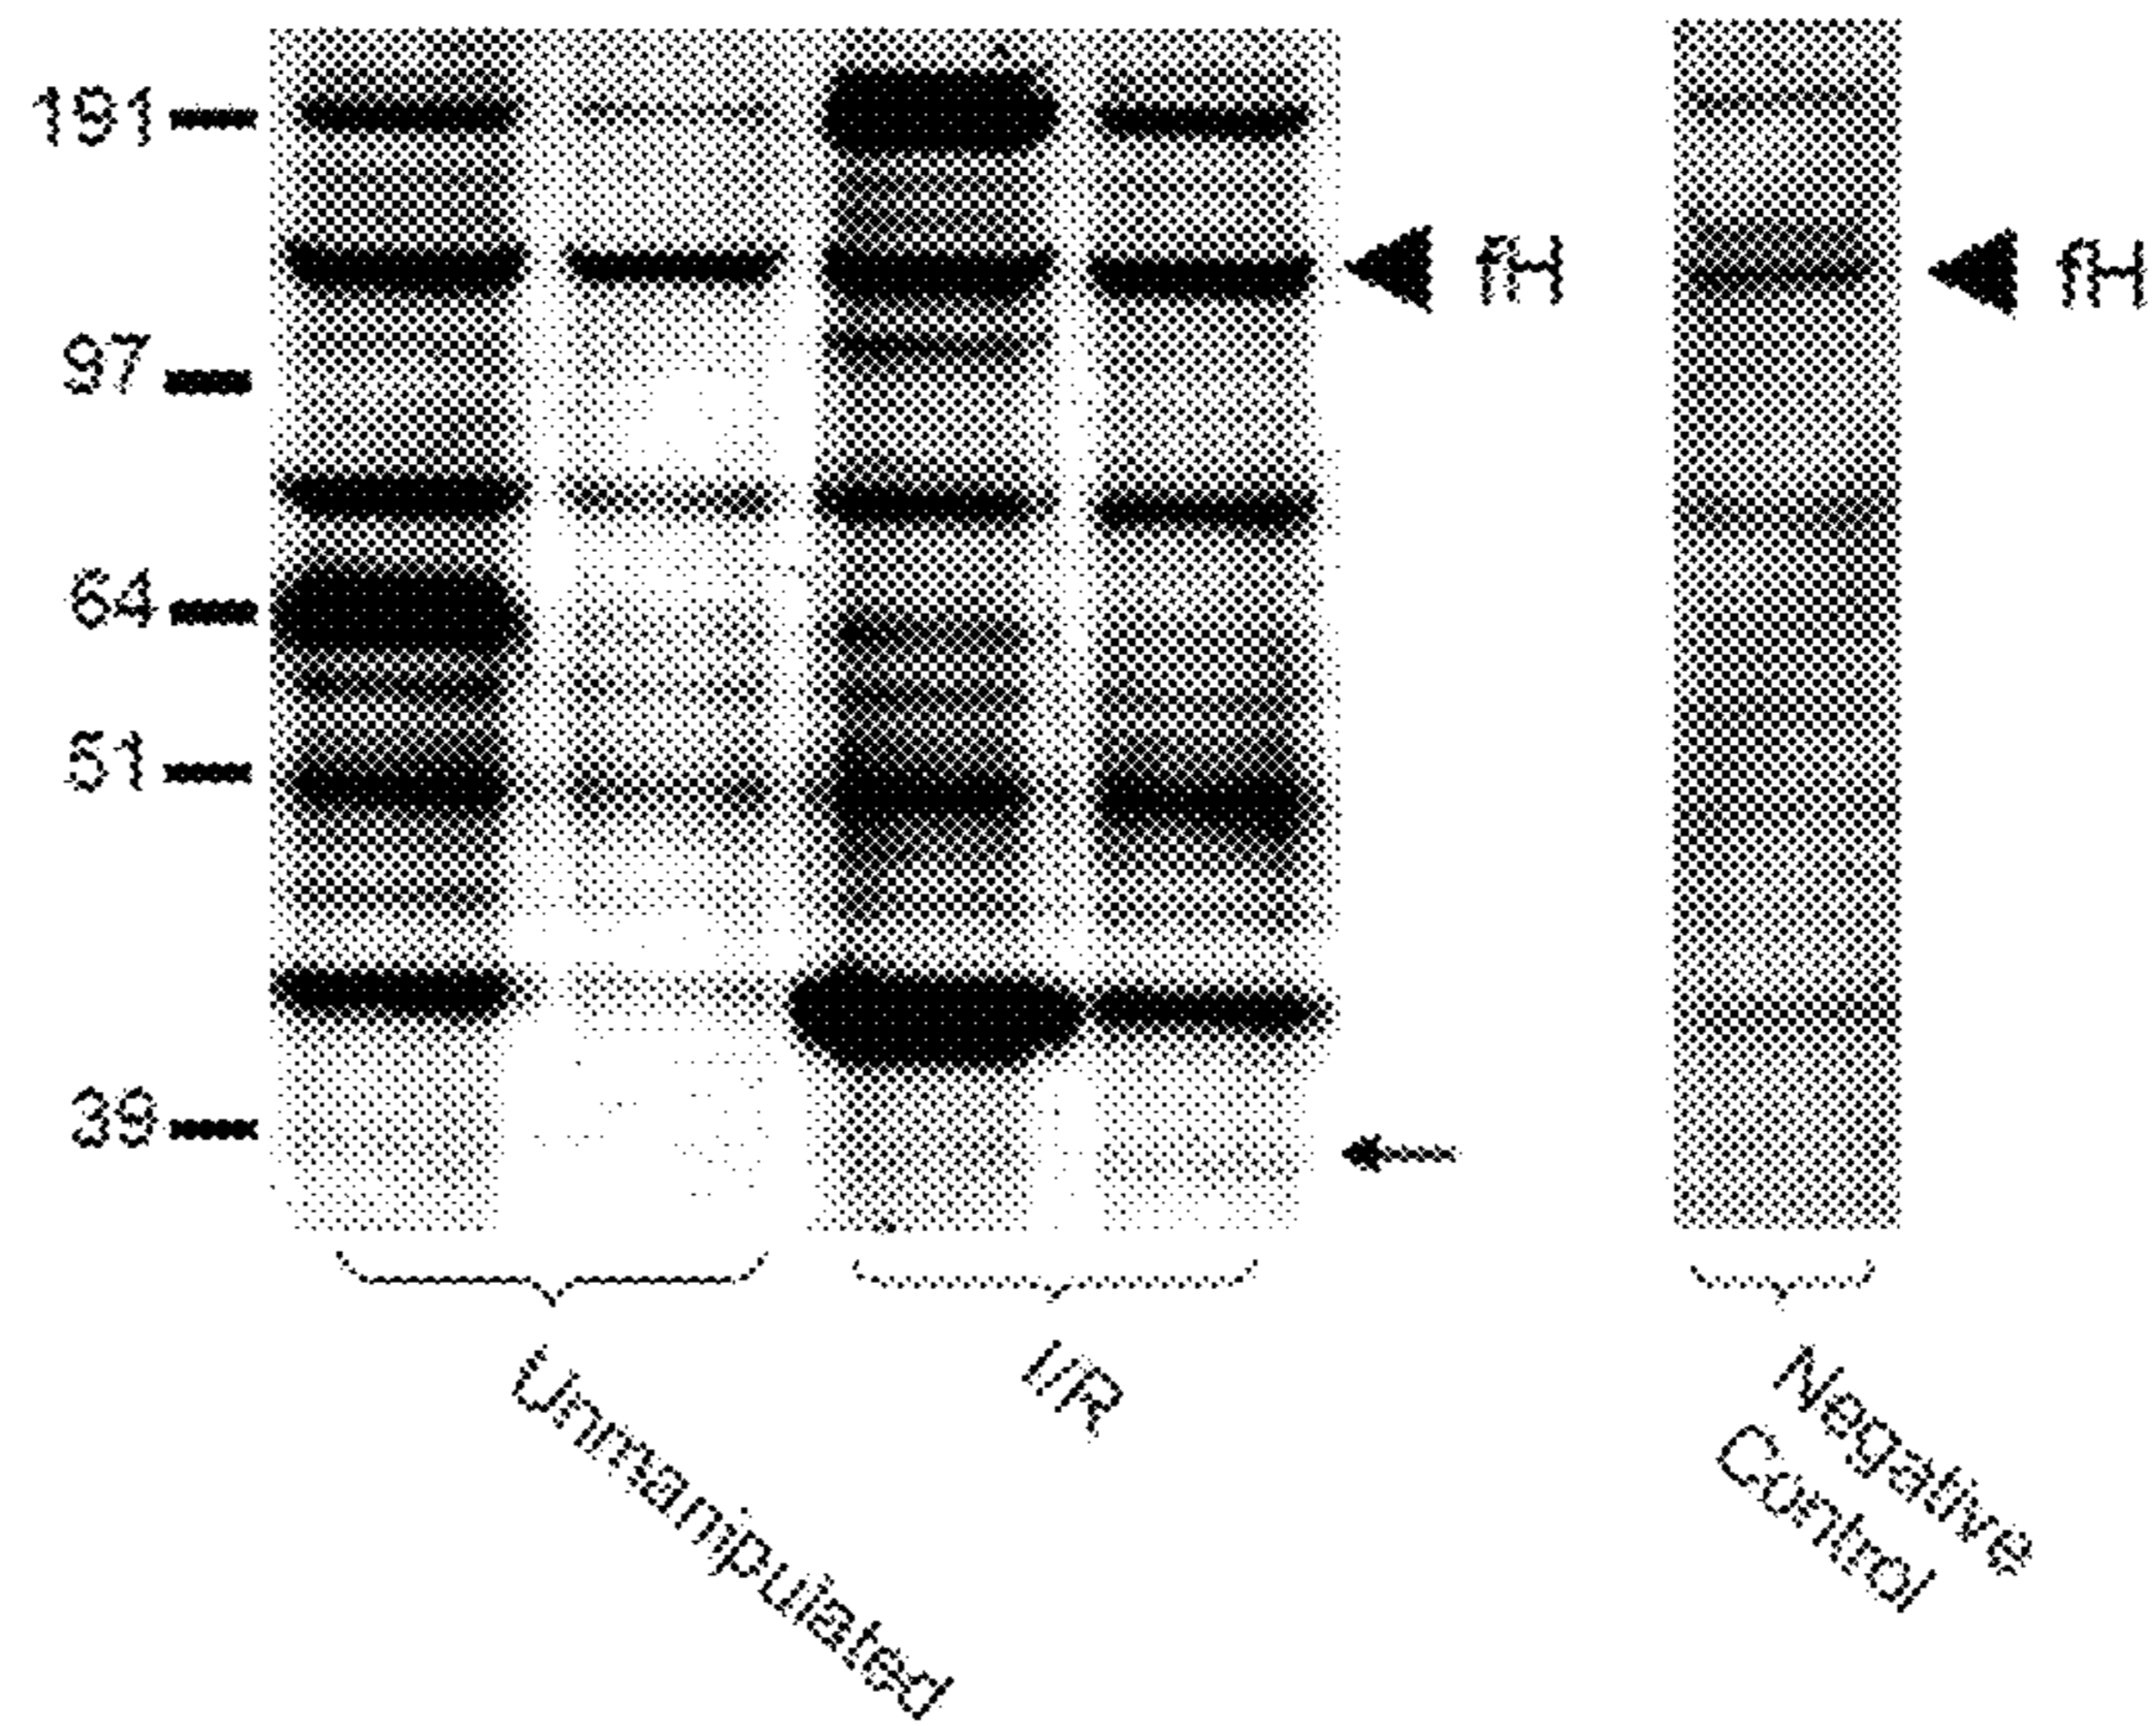 191
fH
fH
97
64
51
39
Unmanipulated
I/R
Negative
Control